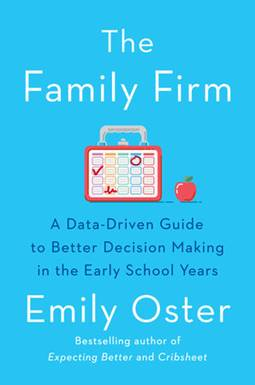 The
Family Firm
A Data-Driven Guide
to Better Decision Making
in the Early School Years
Emily Oster
Bestselling author of
Expecting Better and Cribsheet